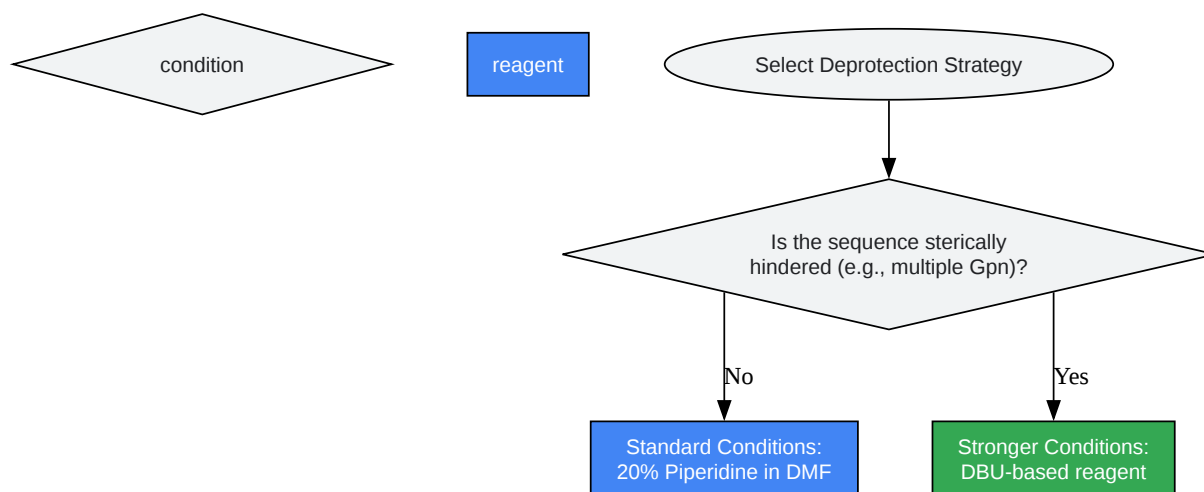 condition
reagent
Select Deprotection Strategy
Is the sequence sterically
hindered (e.g., multiple Gpn)?
No
Yes
Standard Conditions:
20% Piperidine in DMF
Stronger Conditions:
DBU-based reagent